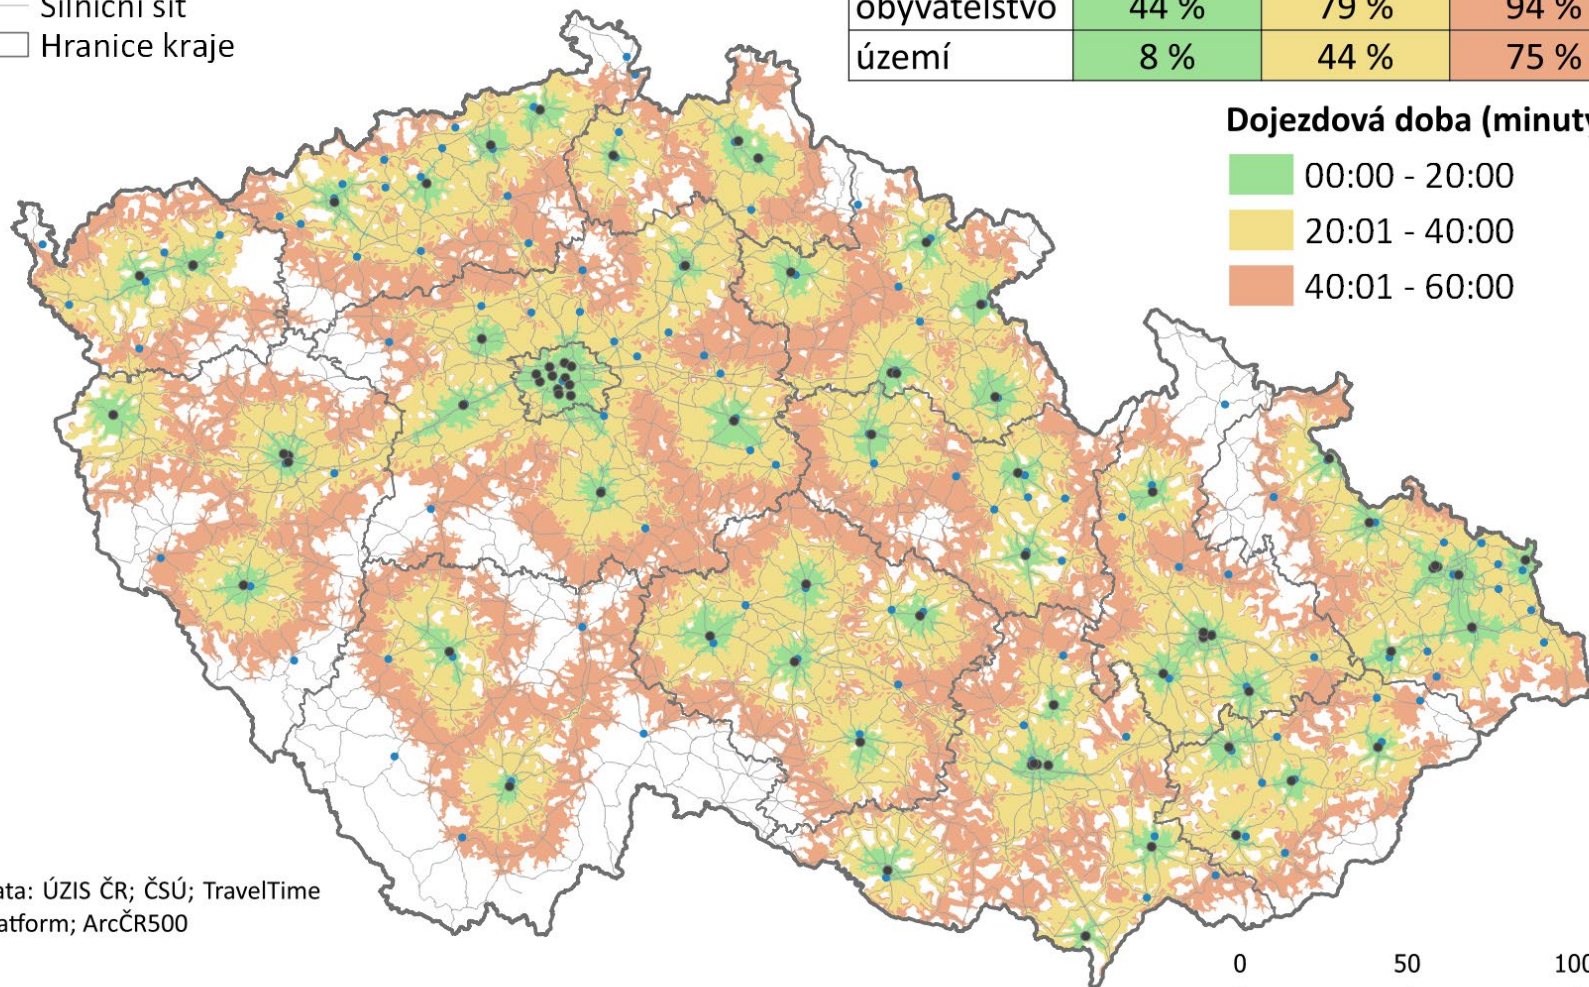 Silniční síť
Hranice kraje
obyvatelstvo 44 % 79 % 94 %
území 8 % 44 % 75 %
Dojezdová doba (minuty
00:00 - 20:00
20:01 - 40:00
40:01 - 60:00
ata: ÚZIS ČR; ČSÚ; TravelTime
atform; ArcČR500
0 50 100